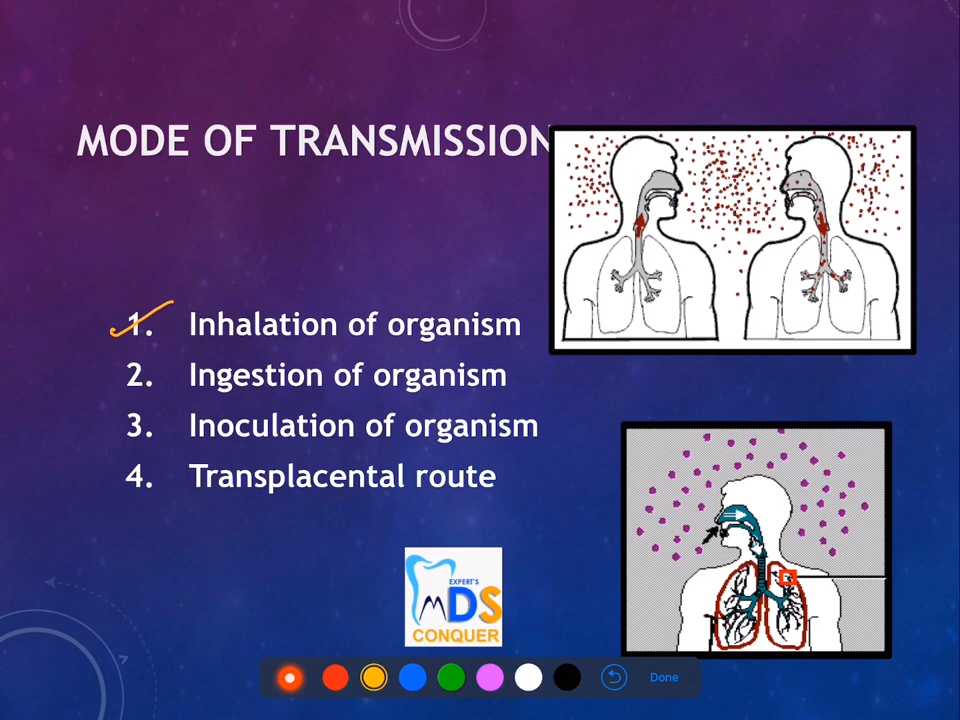 MODE OF TRANSMISSION
1. Inhalation of organism
2. Ingestion of organism
3. Inoculation of organism
4. Transplacental route
EXPERT'S
MDS
CONQUER
Done